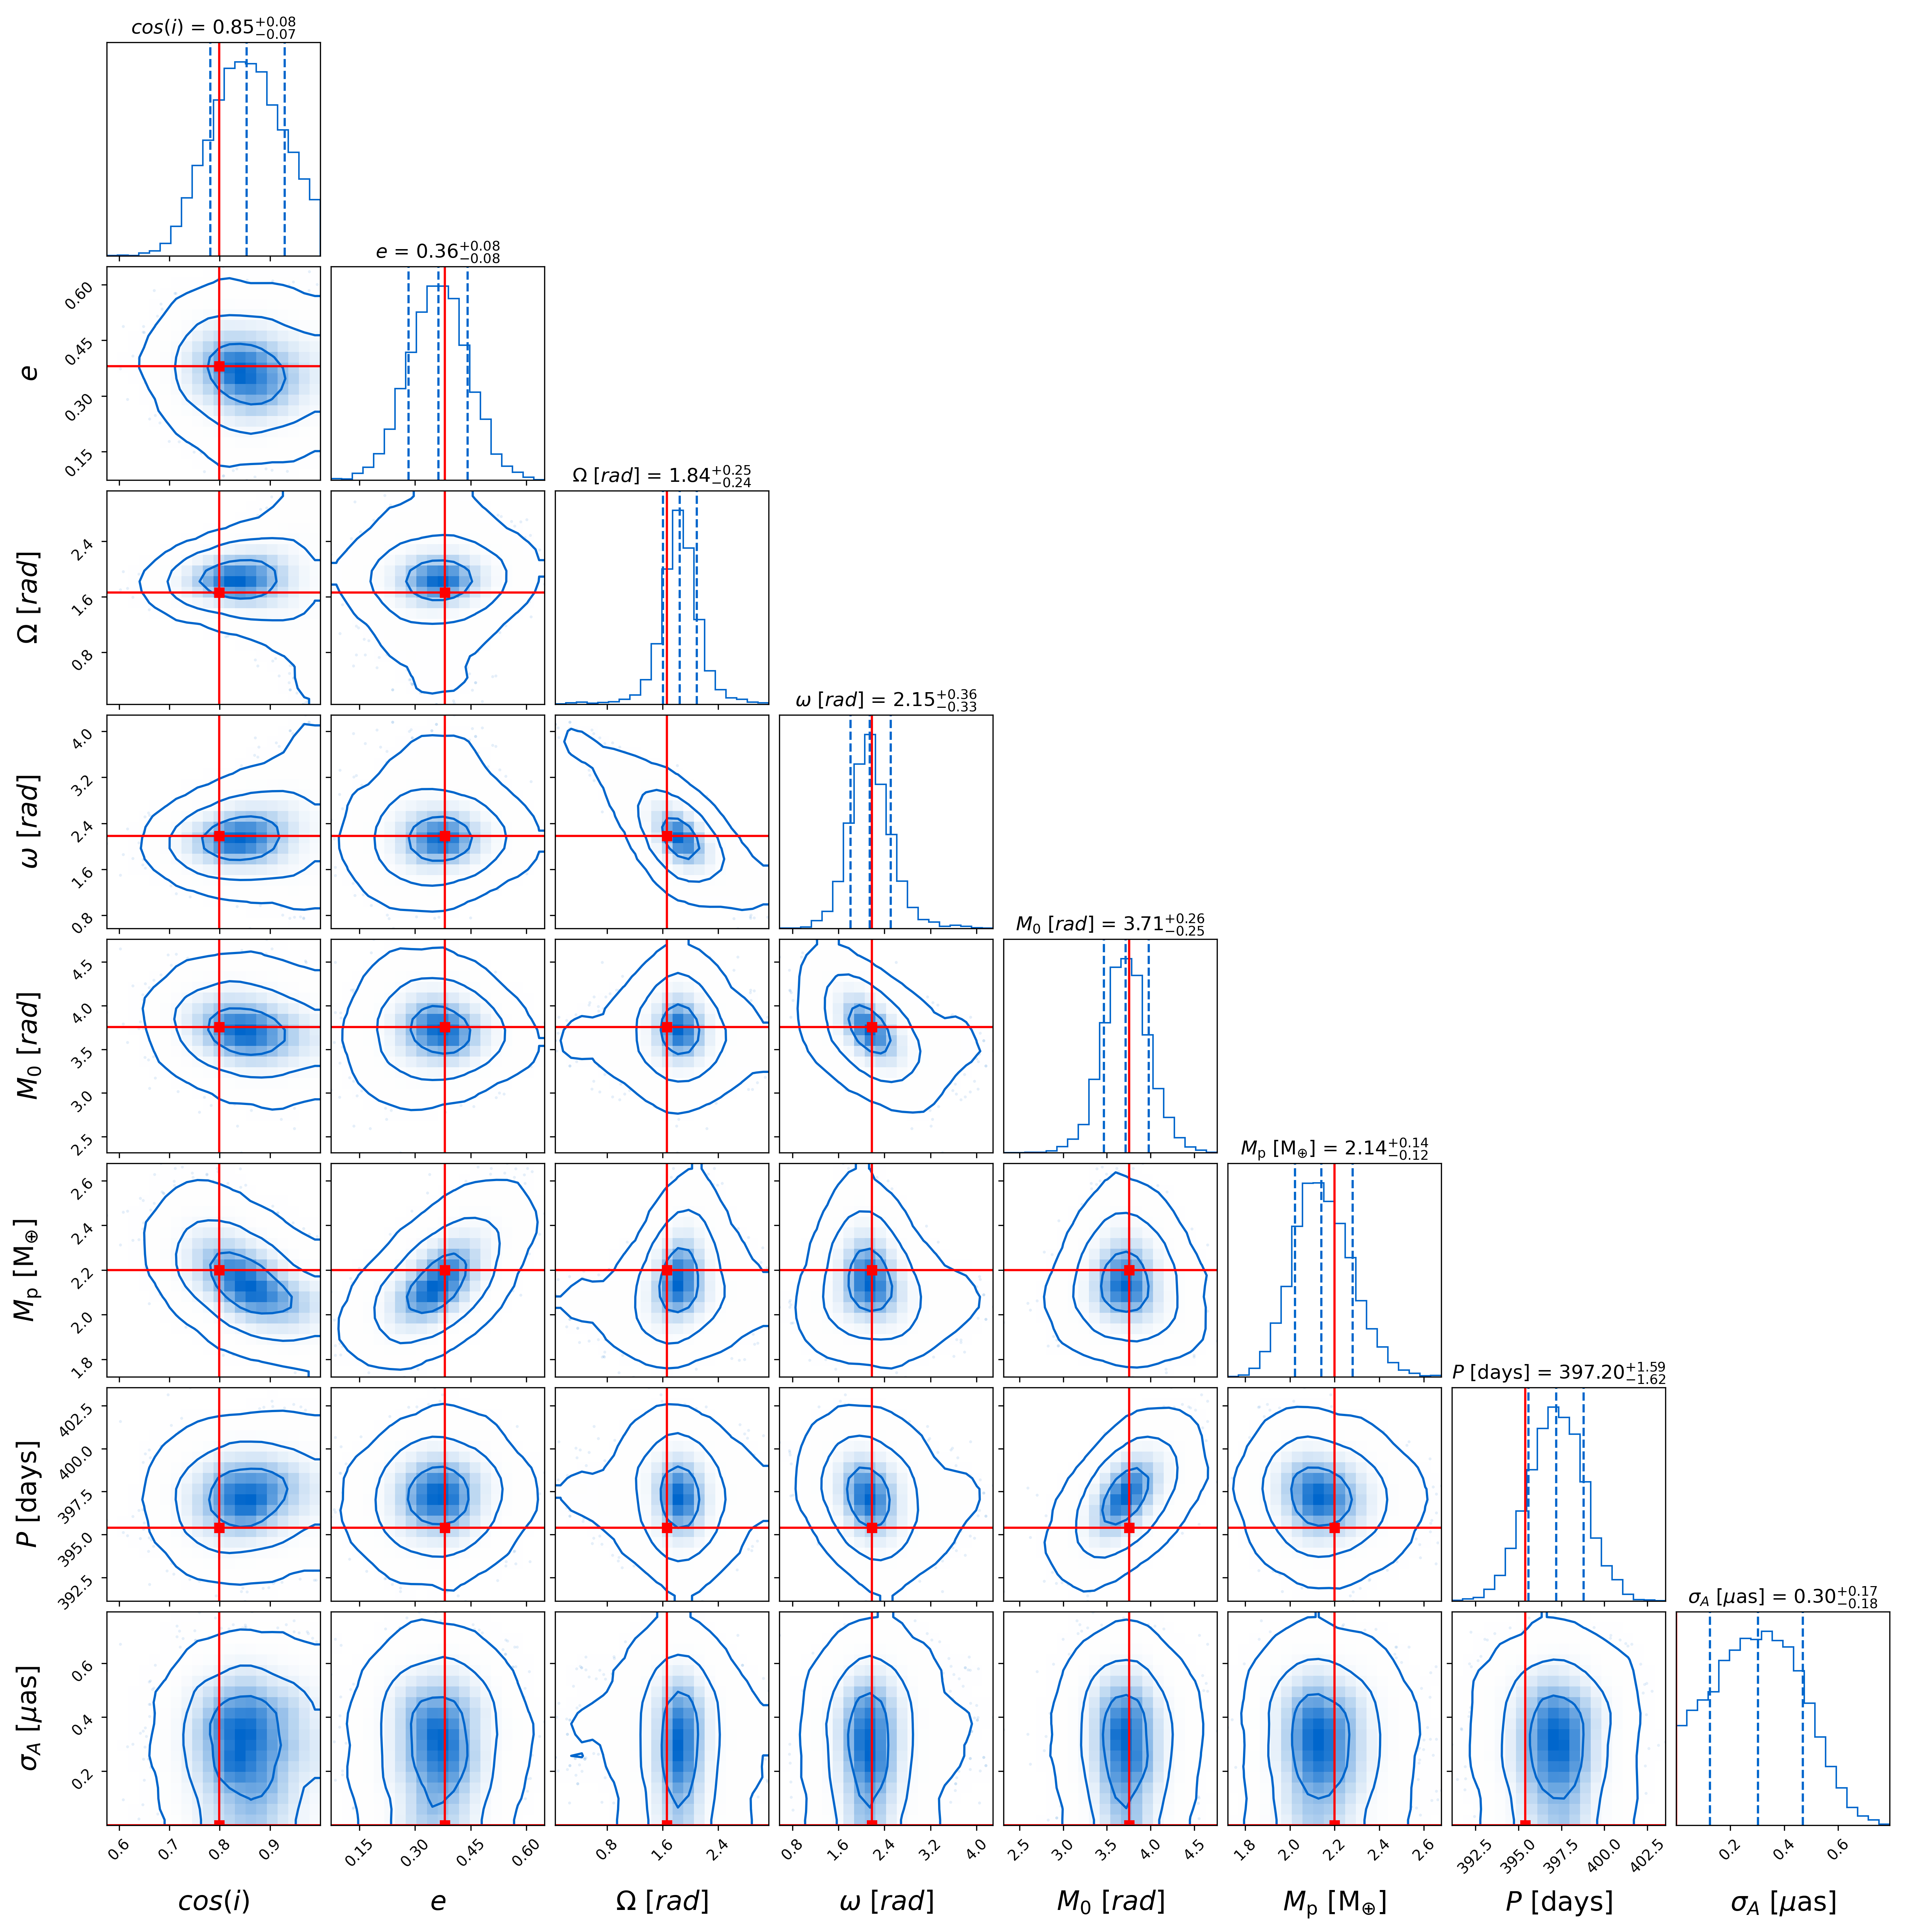 cos(i) = 0.85+0.08−0.07
e = 0.36+0.08−0.08
0.60
0.45
0.30
0.15
e
Ω [rad] = 1.84+0.25−0.24
2.4
1.6
0.8
Ω [rad]
ω [rad] = 2.15+0.36−0.33
4.0
3.2
2.4
1.6
0.8
ω [rad]
M0 [rad] = 3.71+0.26−0.25
4.5
4.0
3.5
3.0
2.5
M0 [rad]
Mp [M⊕] = 2.14+0.14−0.12
2.6
2.4
2.2
2.0
1.8
Mp [M⊕]
P [days] = 397.20+1.59−1.62
402.5
400.0
397.5
395.0
392.5
P [days]
σA [μas] = 0.30+0.17−0.18
0.6
0.4
0.2
σA [μas]
0.6 0.7 0.8 0.9 0.15 0.30 0.45 0.60 0.8 1.6 2.4 0.8 1.6 2.4 3.2 4.0 2.5 3.0 3.5 4.0 4.5 1.8 2.0 2.2 2.4 2.6 392.5 395.0 397.5 400.0 402.5 0.2 0.4 0.6
cos(i) e Ω [rad] ω [rad] M0 [rad] Mp [M⊕] P [days] σA [μas]